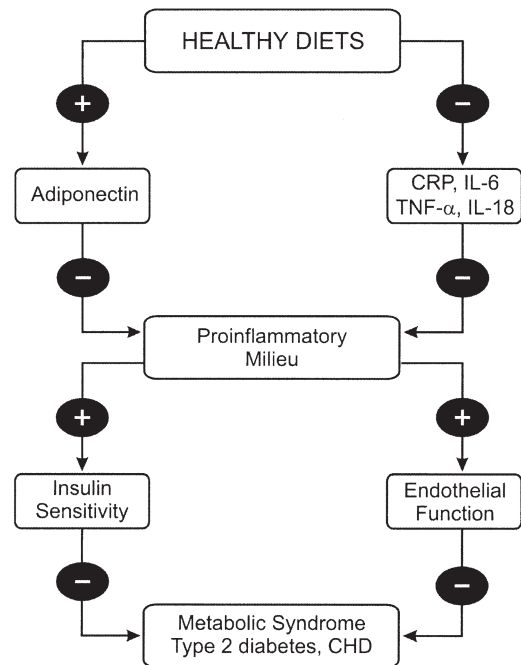 HEALTHY DIETS
+
−
Adiponectin
CRP, IL-6
TNF-α, IL-18
−
−
Proinflammatory
Milieu
+
+
Insulin
Sensitivity
Endothelial
Function
−
−
Metabolic Syndrome
Type 2 diabetes, CHD